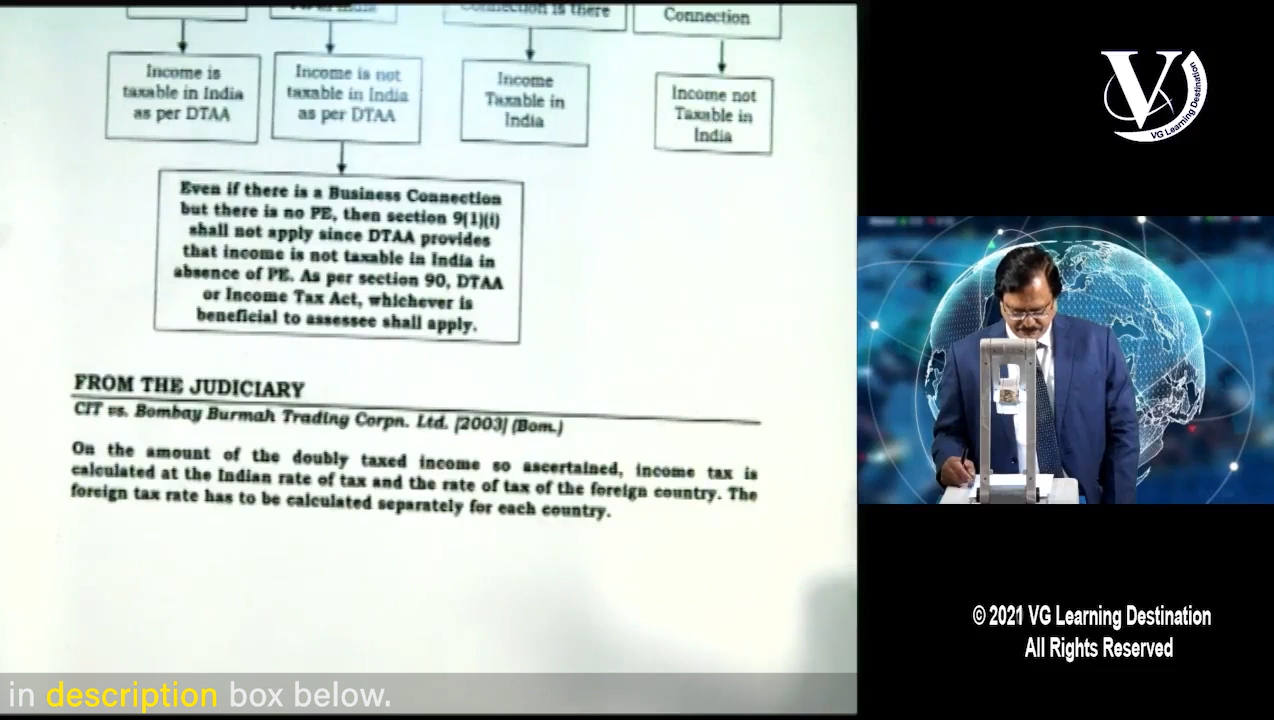 Connection is there
Connection
Income is
taxable in India
as per DTAA
Income is not
taxable in India
as per DTAA
Income
Taxable in
India
Income not
Taxable in
India
Even if there is a Business Connection
but there is no PE, then section 9(1)(i)
shall not apply since DTAA provides
that income is not taxable in India in
absence of PE. As per section 90, DTAA
or Income Tax Act, whichever is
beneficial to assessee shall apply.
FROM THE JUDICIARY
CIT vs. Bombay Burmah Trading Corpn. Ltd. [2003] (Bom.)
On the amount of the doubly taxed income so ascertained, income tax is
calculated at the Indian rate of tax and the rate of tax of the foreign country. The
foreign tax rate has to be calculated separately for each country.
V
VG Learning Destination
© 2021 VG Learning Destination
All Rights Reserved
in description box below.